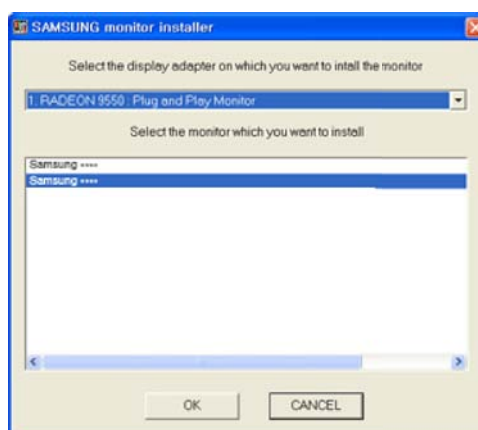 SAMSUNG monitor installer
Select the display adapter on which you want to intall the monitor
1. RADEON 9550 : Plug and Play Monitor
Select the monitor which you want to install
Samsung ****
Samsung ****
OK
CANCEL